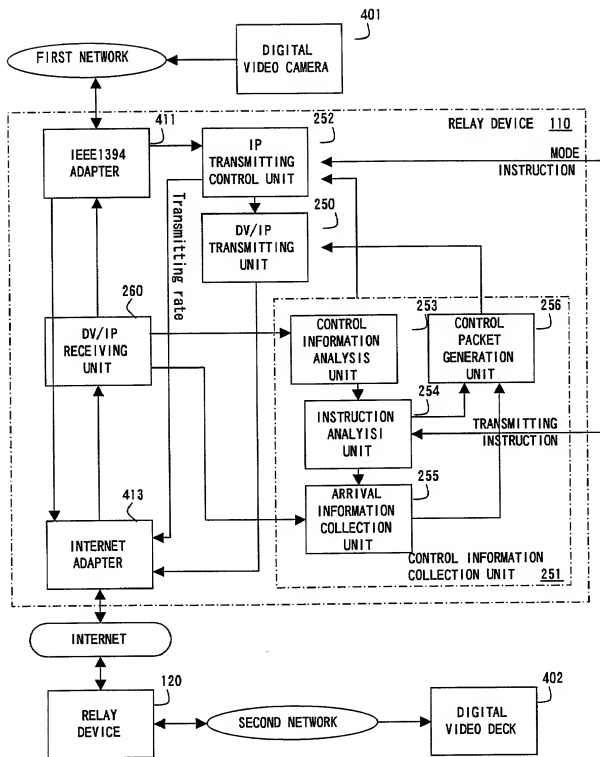 401
DIGITAL
VIDEO CAMERA
FIRST NETWORK
RELAY DEVICE 110
411
IEEE1394
ADAPTER
252
IP
TRANSMITTING
CONTROL UNIT
MODE
INSTRUCTION
Transmitting rate
250
DV/IP
TRANSMITTING
UNIT
260
DV/IP
RECEIVING
UNIT
253
CONTROL
INFORMATION
ANALYSIS
UNIT
256
CONTROL
PACKET
GENERATION
UNIT
254
INSTRUCTION
ANALYISI
UNIT
TRANSMITTING
INSTRUCTION
255
ARRIVAL
INFORMATION
COLLECTION
UNIT
CONTROL INFORMATION
COLLECTION UNIT 251
413
INTERNET
ADAPTER
INTERNET
120
RELAY
DEVICE
SECOND NETWORK
402
DIGITAL
VIDEO DECK